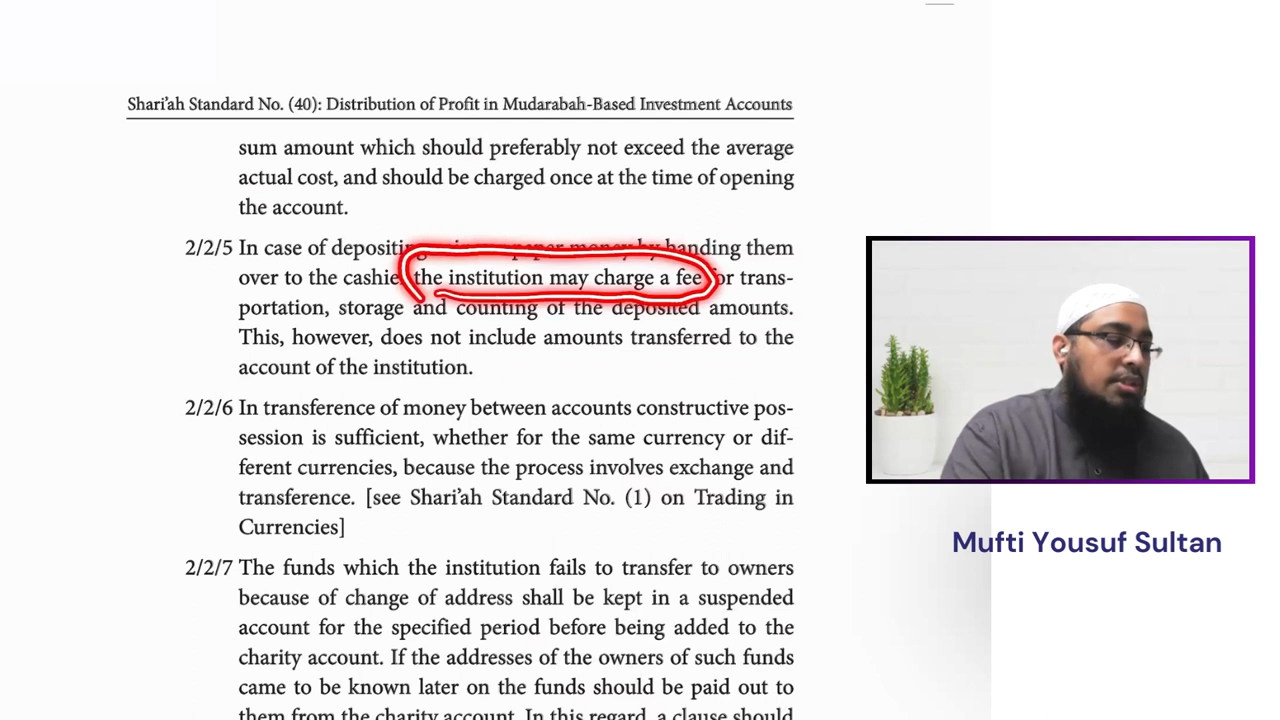 Shari’ah Standard No. (40): Distribution of Profit in Mudarabah-Based Investment Accounts
sum amount which should preferably not exceed the average
actual cost, and should be charged once at the time of opening
the account.
2/2/5 In case of depositing paper money by handing them
over to the cashier the institution may charge a fee for trans-
portation, storage and counting of the deposited amounts.
This, however, does not include amounts transferred to the
account of the institution.
2/2/6 In transference of money between accounts constructive pos-
session is sufficient, whether for the same currency or dif-
ferent currencies, because the process involves exchange and
transference. [see Shari’ah Standard No. (1) on Trading in
Currencies]
2/2/7 The funds which the institution fails to transfer to owners
because of change of address shall be kept in a suspended
account for the specified period before being added to the
charity account. If the addresses of the owners of such funds
came to be known later on the funds should be paid out to
them from the charity account. In this regard, a clause should
Mufti Yousuf Sultan